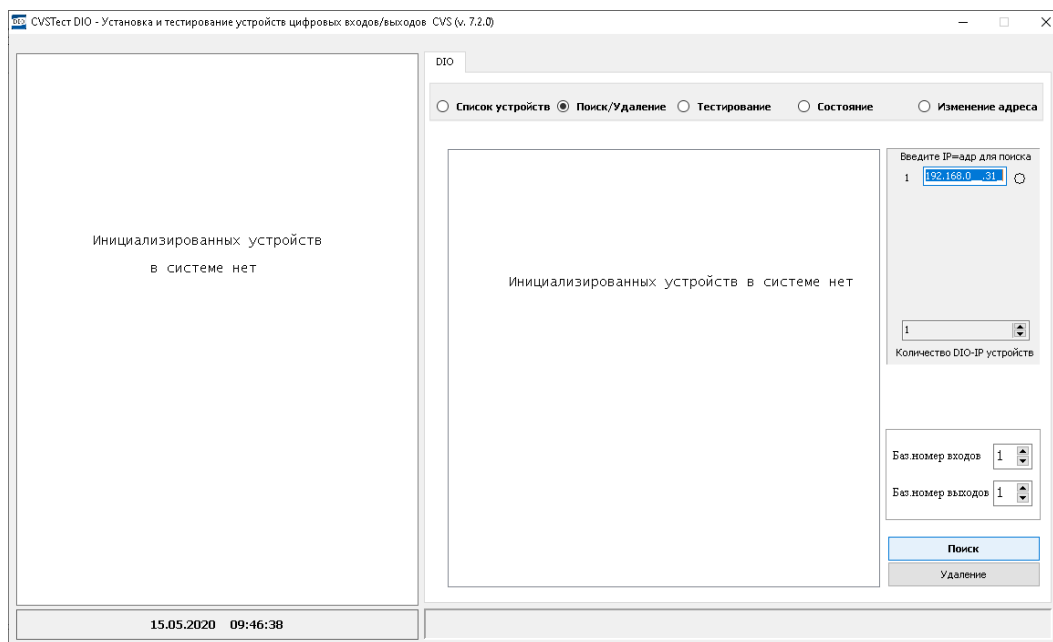 DIO CVSТест DIO - Установка и тестирование устройств цифровых входов/выходов CVS (v. 7.2.0)
DIO
Список устройств Поиск/Удаление Тестирование Состояние Изменение адреса
Введите IP=адр для поиска
1 192.168.0__.31_
Инициализированных устройств
в системе нет
Инициализированных устройств в системе нет
1
Количество DIO-IP устройств
Баз.номер входов 1
Баз.номер выходов 1
Поиск
Удаление
15.05.2020 09:46:38